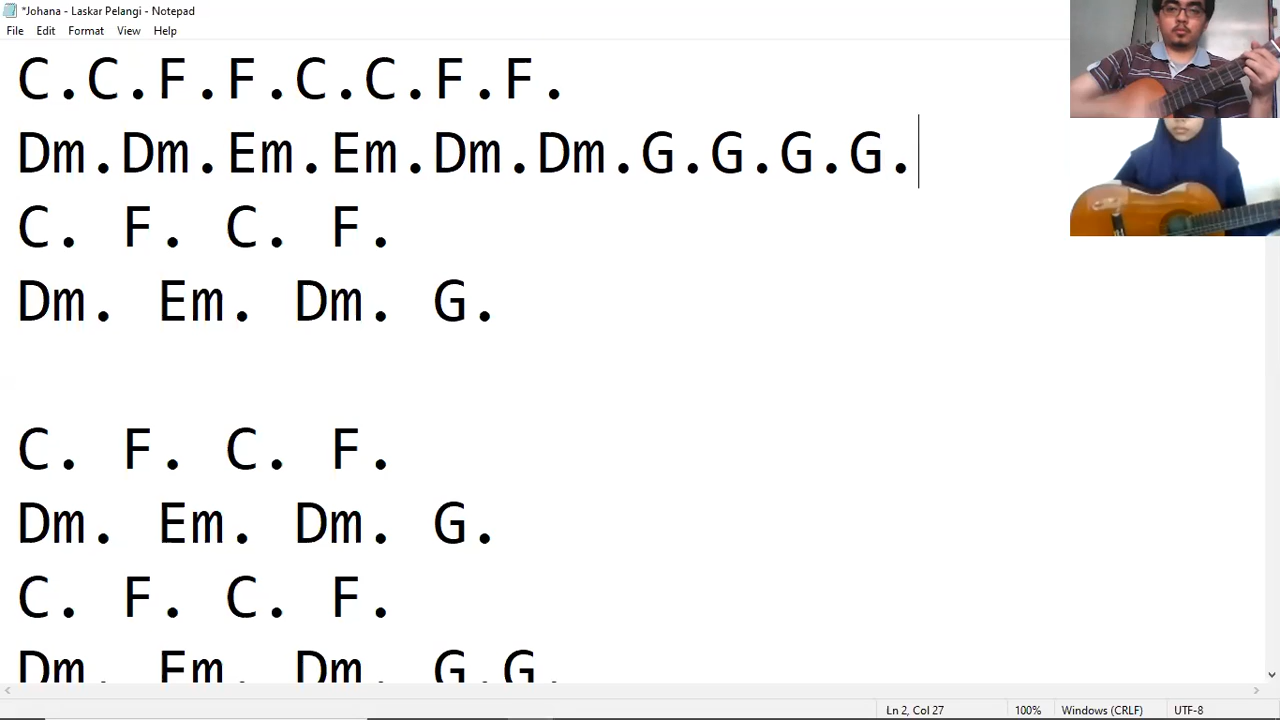 *Johana - Laskar Pelangi - Notepad
File Edit Format View Help
C.C.F.F.C.C.F.F.
Dm.Dm.Em.Em.Dm.Dm.G.G.G.G.
C. F. C. F.
Dm. Em. Dm. G.
C. F. C. F.
Dm. Em. Dm. G.
C. F. C. F.
Dm. Em. Dm. G.G.
Ln 2, Col 27 100% Windows (CRLF) UTF-8